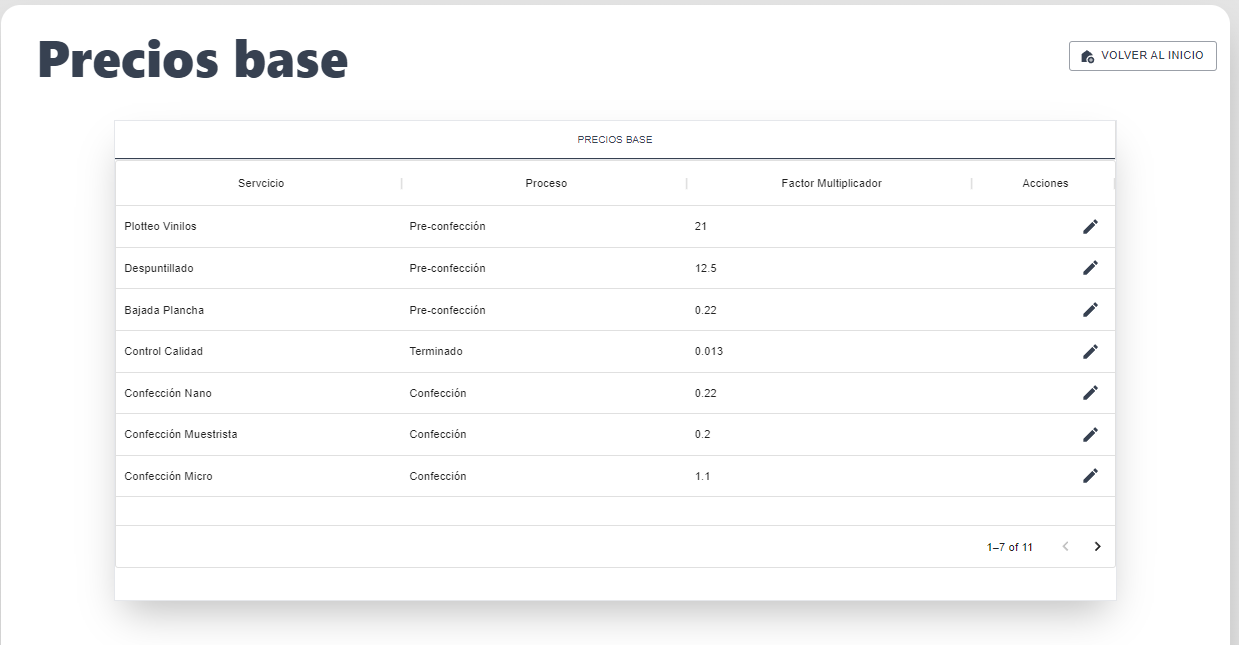 Precios base
VOLVER AL INICIO
PRECIOS BASE
Servcicio Proceso Factor Multiplicador Acciones
Plotteo Vinilos Pre-confección 21
Despuntillado Pre-confección 12.5
Bajada Plancha Pre-confección 0.22
Control Calidad Terminado 0.013
Confección Nano Confección 0.22
Confección Muestrista Confección 0.2
Confección Micro Confección 1.1
1–7 of 11